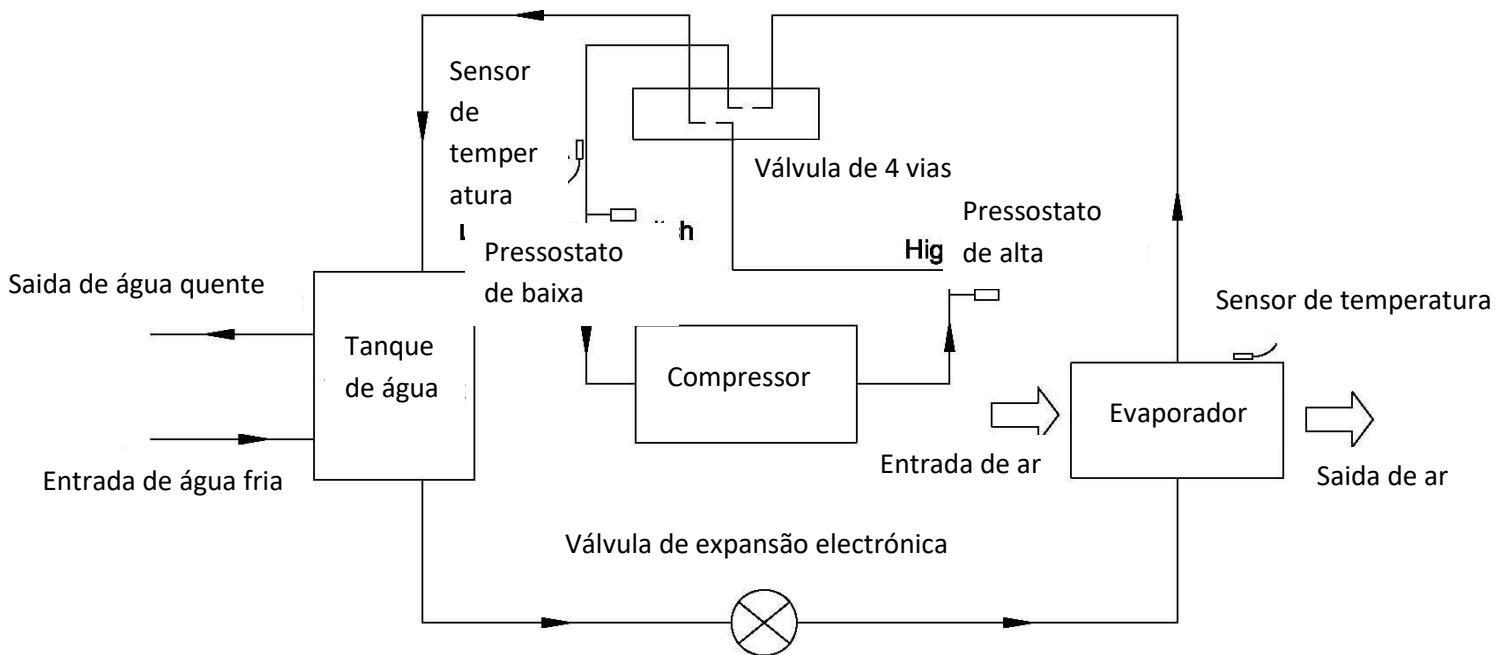 Sensor
de
temper
atura
Válvula de 4 vias
Pressostato
de alta
Hig
h
Pressostato
de baixa
Saida de água quente
Sensor de temperatura
Tanque
de água
Compressor
Evaporador
Entrada de ar
Entrada de água fria
Saida de ar
Válvula de expansão electrónica